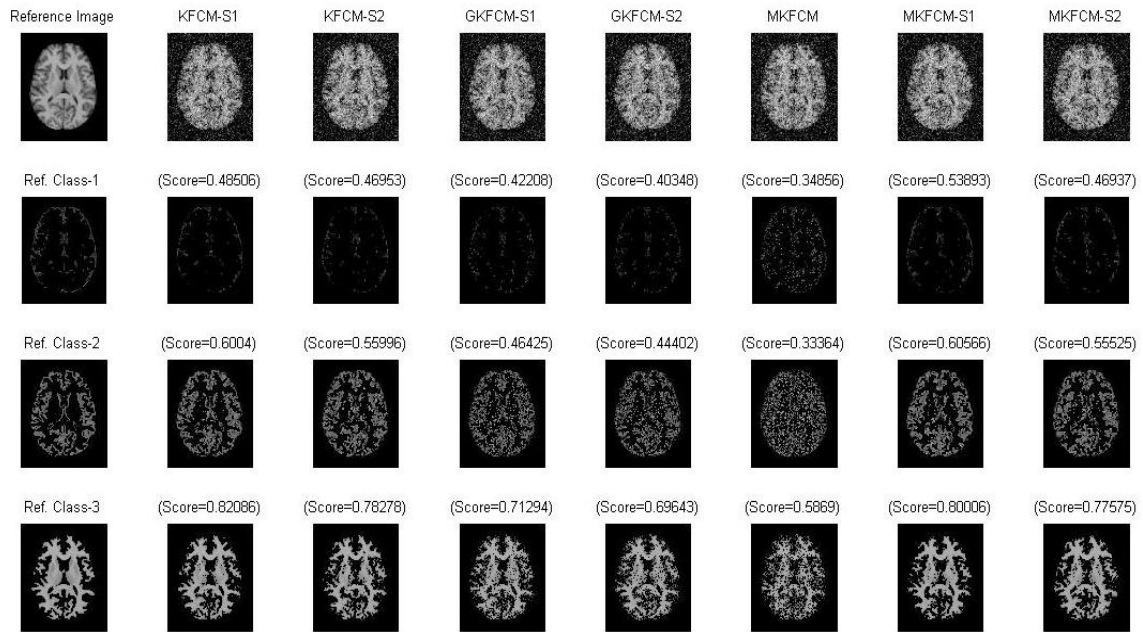 Reference Image KFCM-S1 KFCM-S2 GKFCM-S1 GKFCM-S2 MKFCM MKFCM-S1 MKFCM-S2
Ref. Class-1 (Score=0.48506) (Score=0.46953) (Score=0.42208) (Score=0.40348) (Score=0.34856) (Score=0.53893) (Score=0.46937)
Ref. Class-2 (Score=0.6004) (Score=0.55996) (Score=0.46425) (Score=0.44402) (Score=0.33364) (Score=0.60566) (Score=0.55525)
Ref. Class-3 (Score=0.82086) (Score=0.78278) (Score=0.71294) (Score=0.69643) (Score=0.5869) (Score=0.80006) (Score=0.77575)